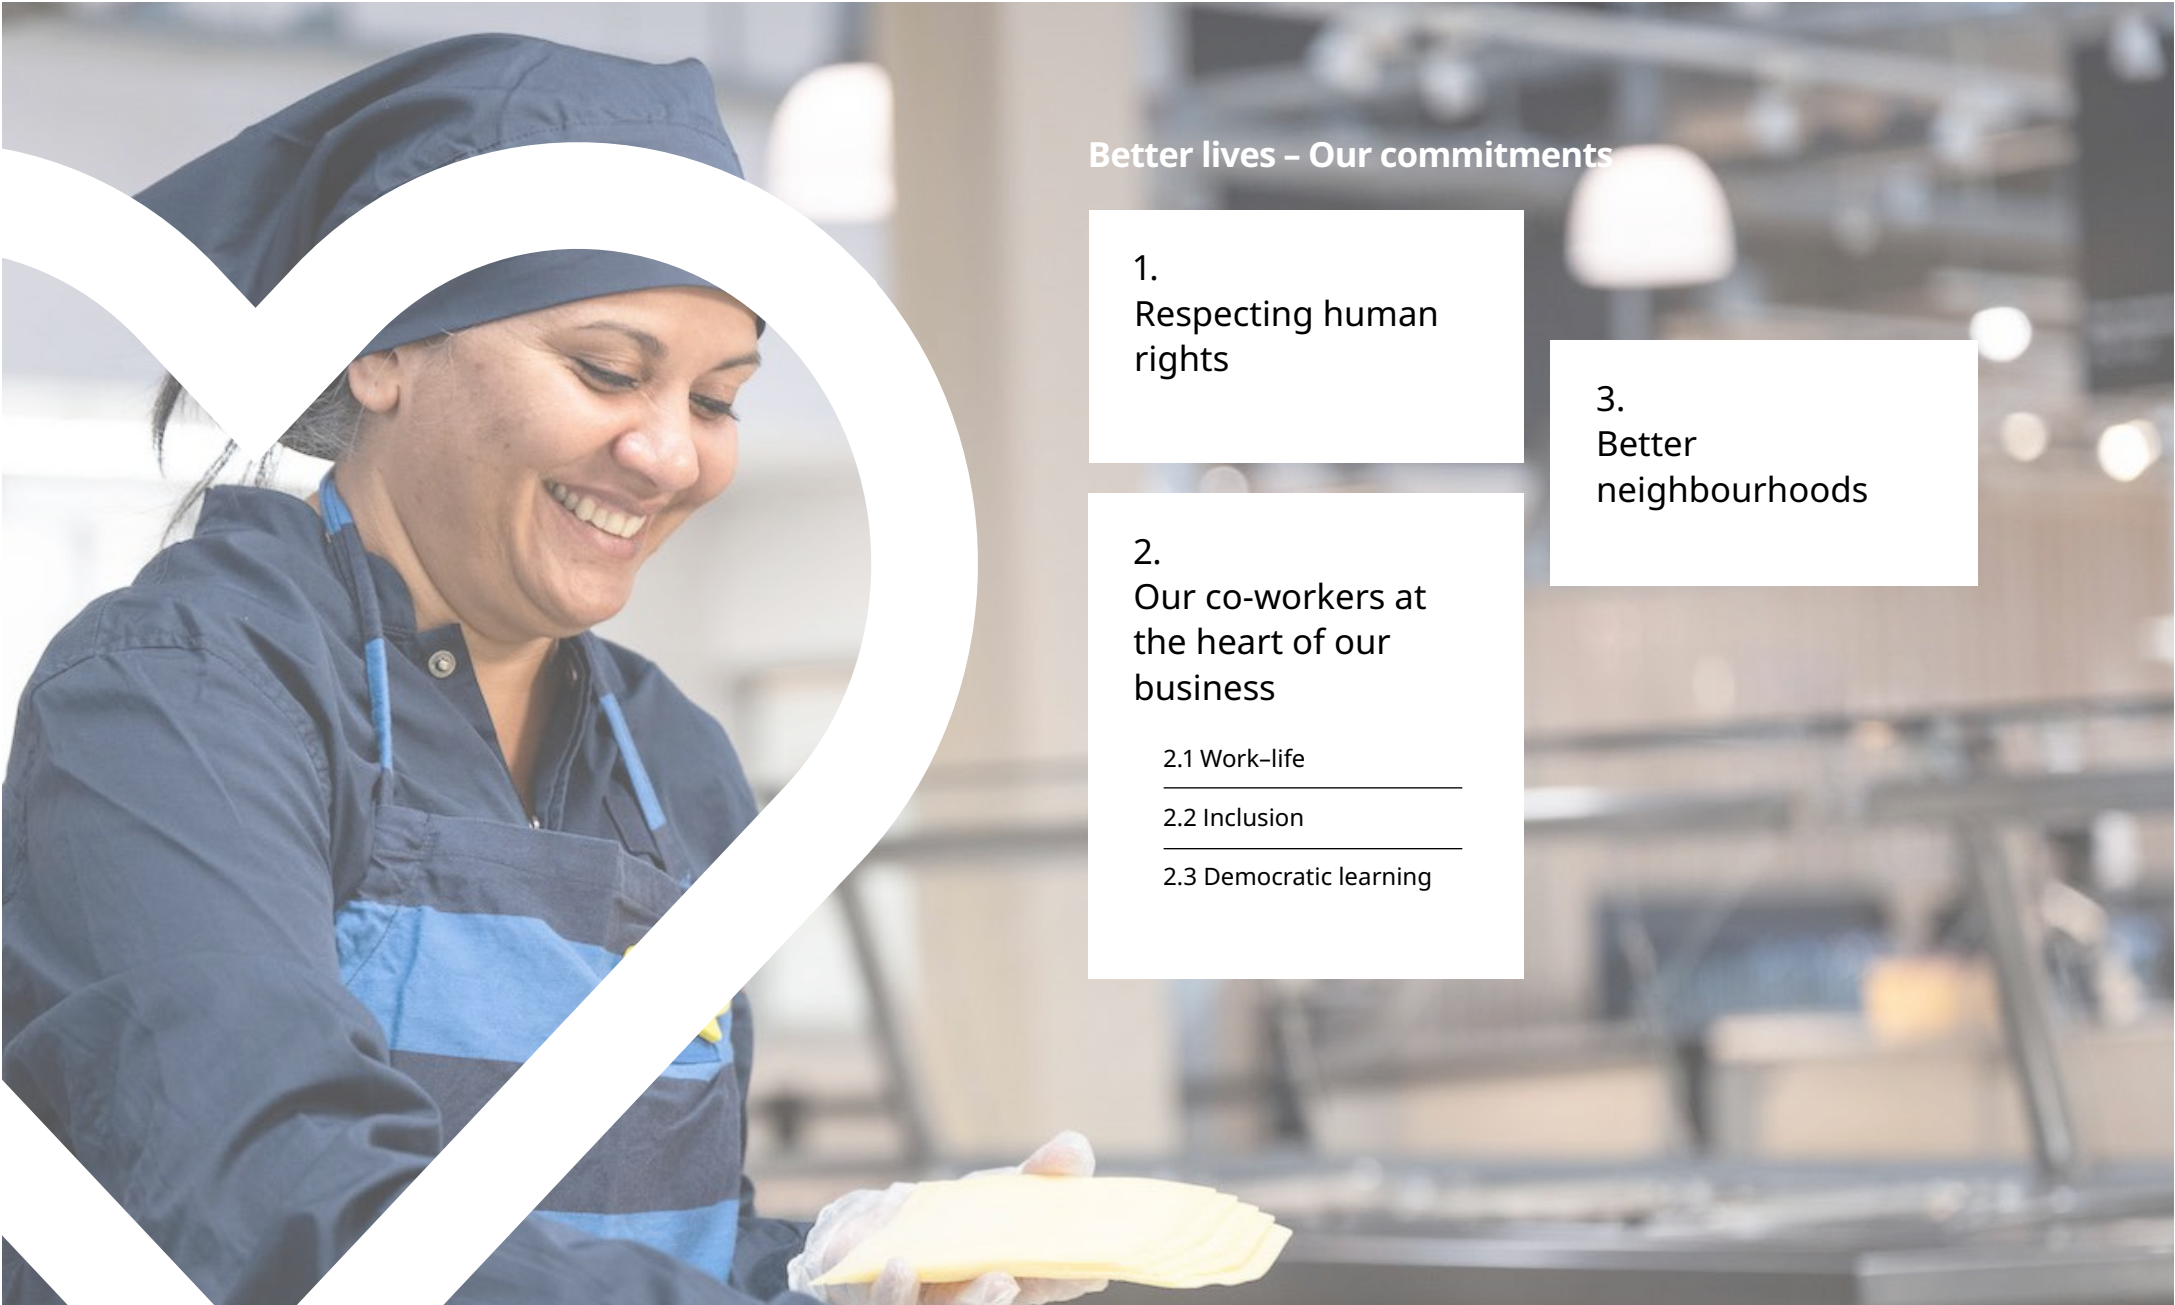 Better lives – Our commitments
1.
Respecting human
rights
2.
Our co-workers at
the heart of our
business
2.1 Work–life
2.2 Inclusion
2.3 Democratic learning
3.
Better
neighbourhoods